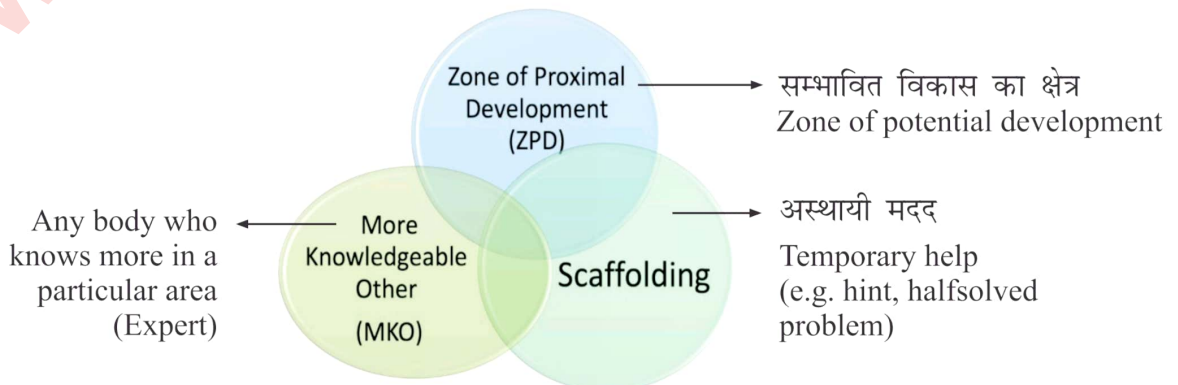 Zone of Proximal
Development
(ZPD)
सम्भावित विकास का क्षेत्र
Zone of potential development
Any body who
knows more in a
particular area
(Expert)
More
Knowledgeable
Other
(MKO)
Scaffolding
अस्थायी मदद
Temporary help
(e.g. hint, halfsolved
problem)